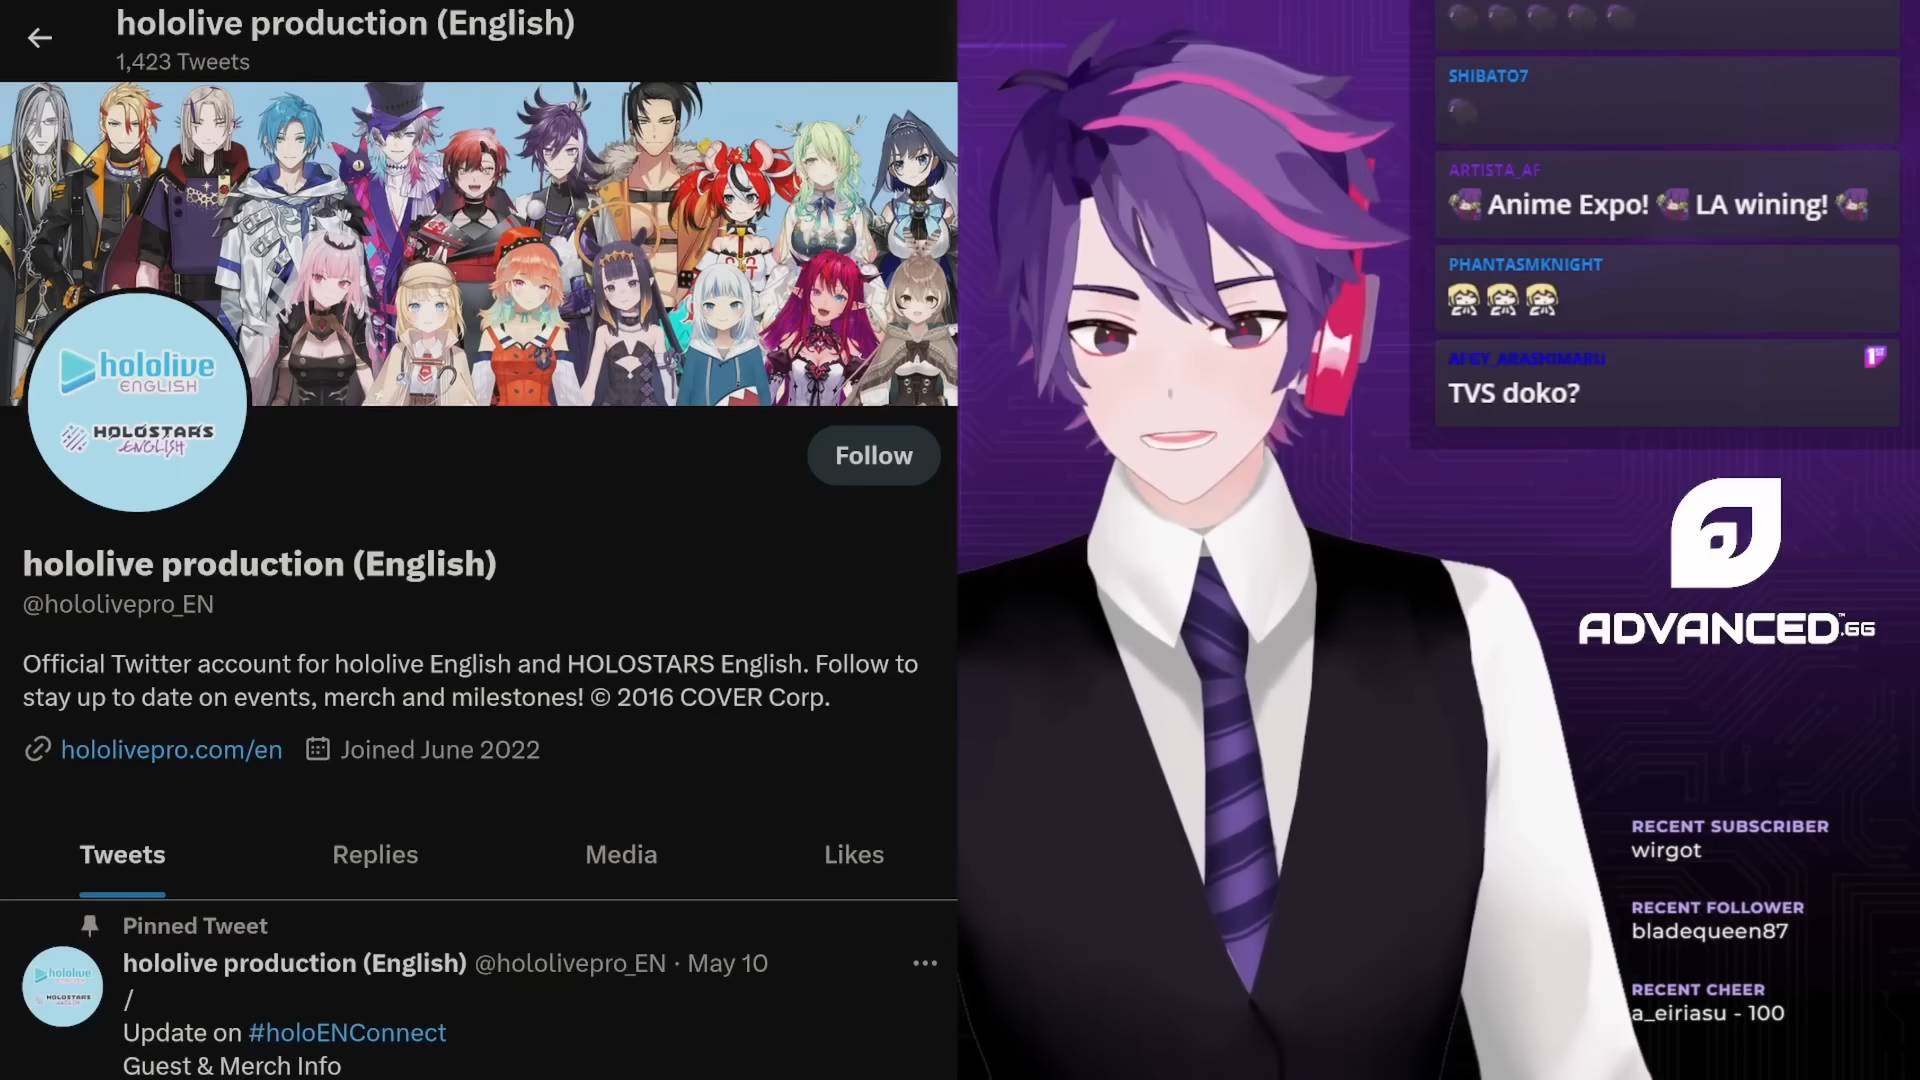 hololive production (English)
1,423 Tweets
hololive
ENGLISH
HOLOSTARS
ENGLISH
Follow
hololive production (English)
@hololivepro_EN
Official Twitter account for hololive English and HOLOSTARS English. Follow to
stay up to date on events, merch and milestones! © 2016 COVER Corp.
hololivepro.com/en
Joined June 2022
Tweets
Replies
Media
Likes
Pinned Tweet
hololive production (English) @hololivepro_EN · May 10
/
Update on #holoENConnect
Guest & Merch Info
hololive
HOLOSTARS
SHIBATO7
ARTISTA_AF
Anime Expo! LA wining!
PHANTASMKNIGHT
1ST
TVS doko?
ADVANCED.GG
™
RECENT SUBSCRIBER
wirgot
RECENT FOLLOWER
bladequeen87
RECENT CHEER
a_eiriasu - 100